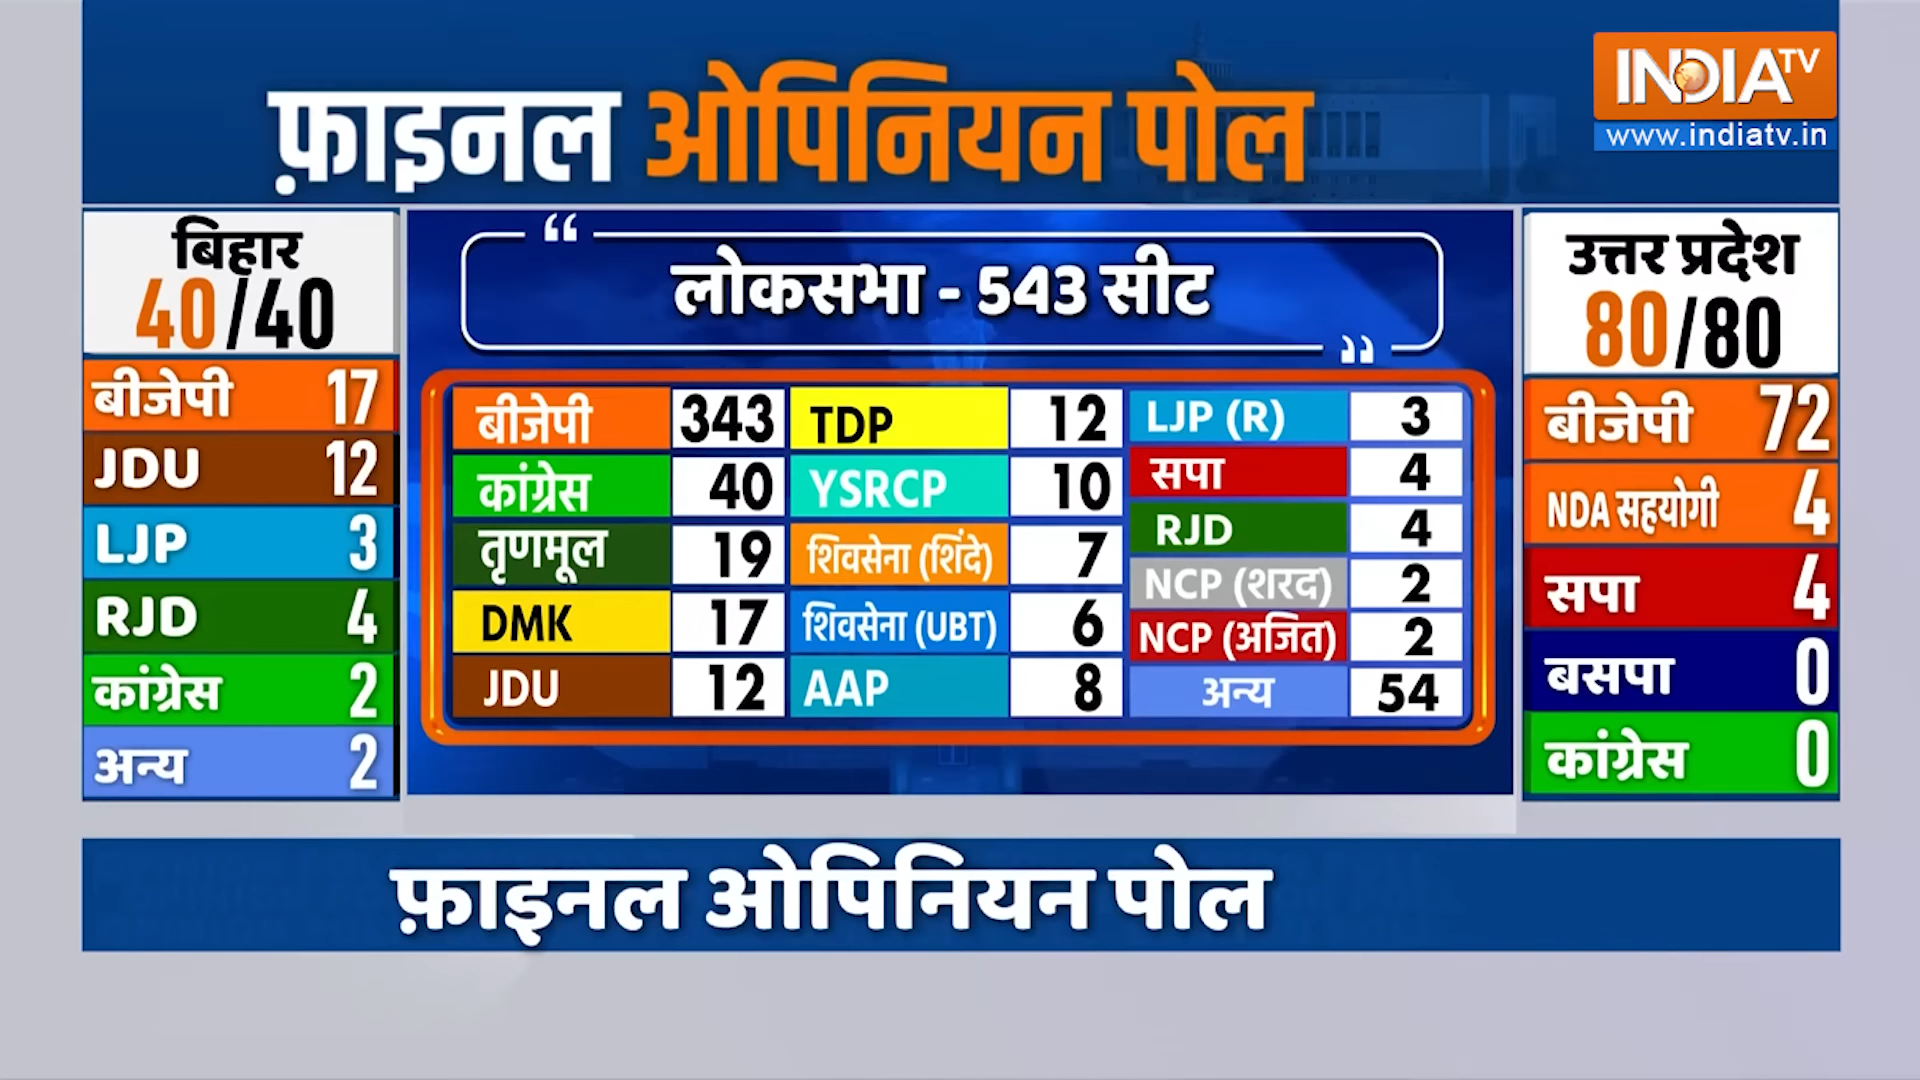 फ़ाइनल ओपिनियन पोल
INDIA TV
www.indiatv.in
बिहार
40/40
बीजेपी 17
JDU 12
LJP 3
RJD 4
कांग्रेस 2
अन्य 2
“
लोकसभा - 543 सीट
”
बीजेपी 343
कांग्रेस 40
तृणमूल 19
DMK 17
JDU 12
TDP 12
YSRCP 10
शिवसेना (शिंदे) 7
शिवसेना (UBT) 6
AAP 8
LJP (R) 3
सपा 4
RJD 4
NCP (शरद) 2
NCP (अजित) 2
अन्य 54
उत्तर प्रदेश
80/80
बीजेपी 72
NDA सहयोगी 4
सपा 4
बसपा 0
कांग्रेस 0
फ़ाइनल ओपिनियन पोल